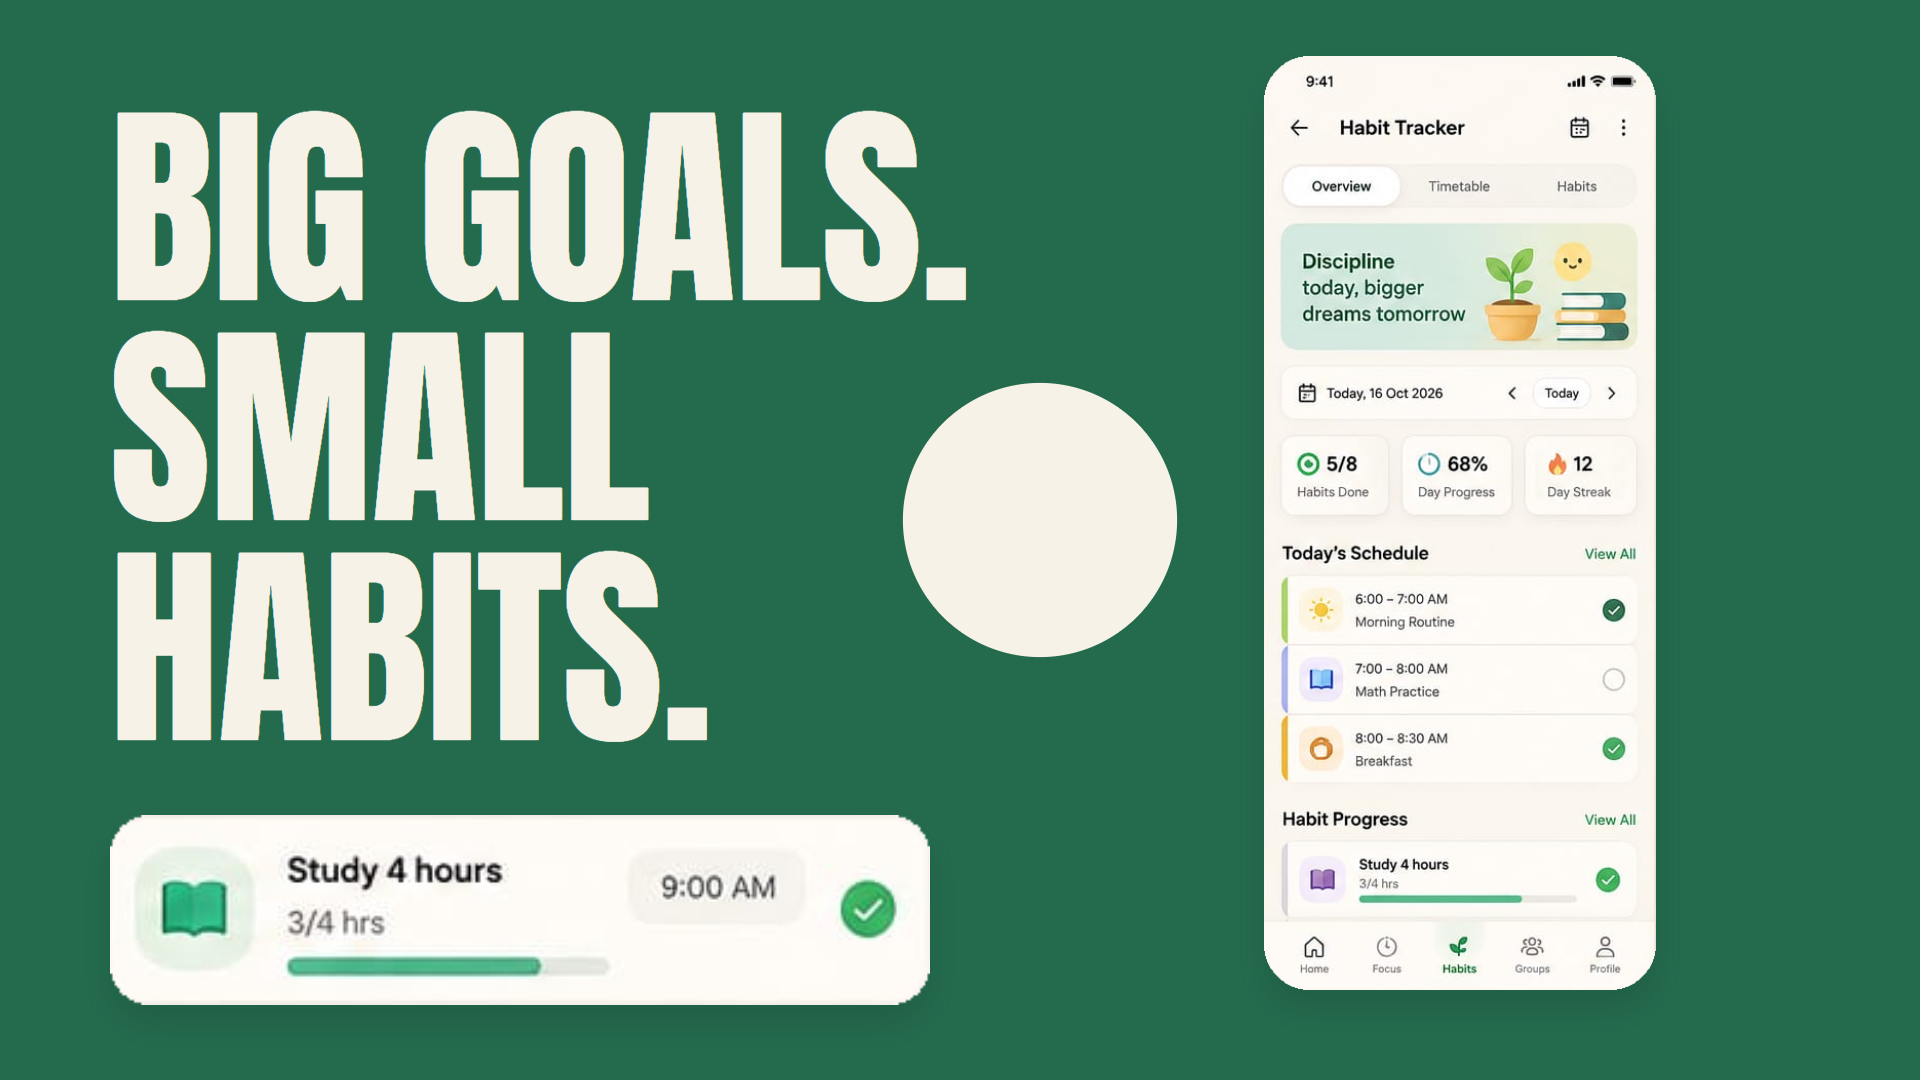 BIG GOALS.
SMALL
HABITS.
Study 4 hours
3/4 hrs
9:00 AM
9:41
Habit Tracker
Overview Timetable Habits
Discipline
today, bigger
dreams tomorrow
Today, 16 Oct 2026 Today
5/8 68% 12
Habits Done Day Progress Day Streak
Today’s Schedule View All
6:00 – 7:00 AM
Morning Routine
7:00 – 8:00 AM
Math Practice
8:00 – 8:30 AM
Breakfast
Habit Progress View All
Study 4 hours
3/4 hrs
Home Focus Habits Groups Profile